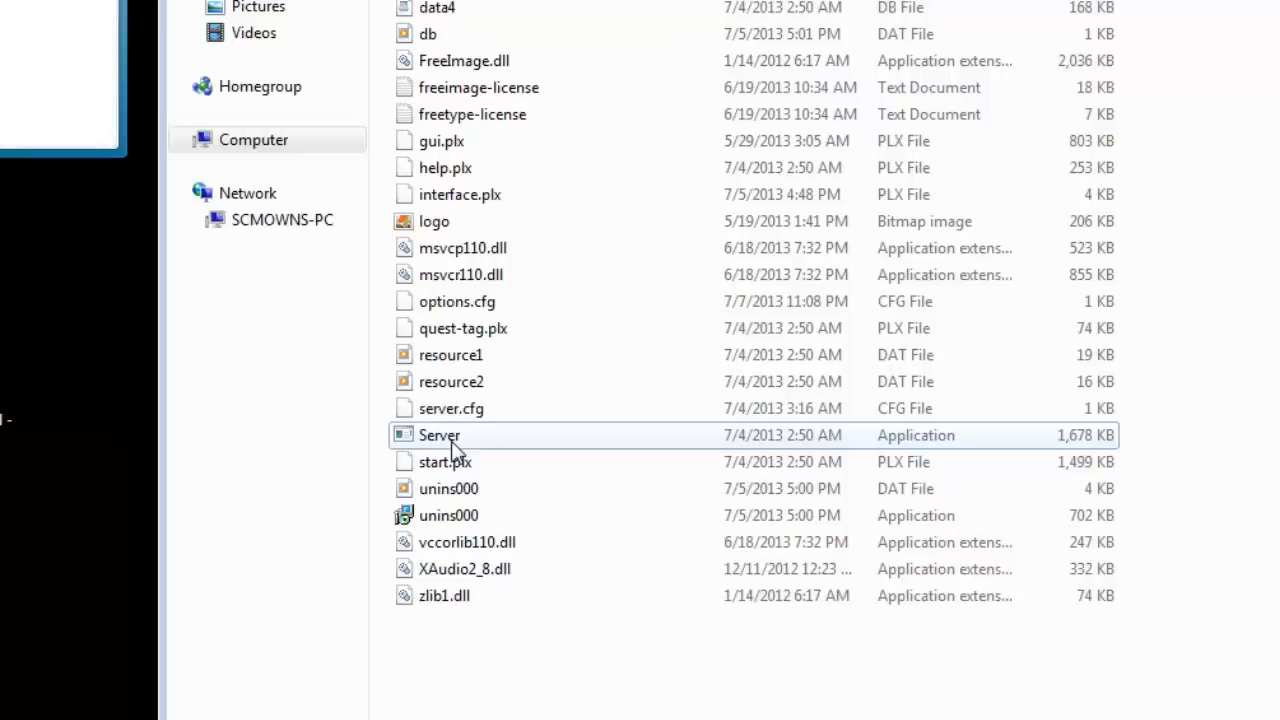 Pictures
Videos
Homegroup
Computer
Network
SCMOWNS-PC
data4 7/4/2013 2:50 AM DB File 168 KB
db 7/5/2013 5:01 PM DAT File 1 KB
FreeImage.dll 1/14/2012 6:17 AM Application extens... 2,036 KB
freeimage-license 6/19/2013 10:34 AM Text Document 18 KB
freetype-license 6/19/2013 10:34 AM Text Document 7 KB
gui.plx 5/29/2013 3:05 AM PLX File 803 KB
help.plx 7/4/2013 2:50 AM PLX File 253 KB
interface.plx 7/5/2013 4:48 PM PLX File 4 KB
logo 5/19/2013 1:41 PM Bitmap image 206 KB
msvcp110.dll 6/18/2013 7:32 PM Application extens... 523 KB
msvcr110.dll 6/18/2013 7:32 PM Application extens... 855 KB
options.cfg 7/7/2013 11:08 PM CFG File 1 KB
quest-tag.plx 7/4/2013 2:50 AM PLX File 74 KB
resource1 7/4/2013 2:50 AM DAT File 19 KB
resource2 7/4/2013 2:50 AM DAT File 16 KB
server.cfg 7/4/2013 3:16 AM CFG File 1 KB
Server 7/4/2013 2:50 AM Application 1,678 KB
start.plx 7/4/2013 2:50 AM PLX File 1,499 KB
unins000 7/5/2013 5:00 PM DAT File 4 KB
unins000 7/5/2013 5:00 PM Application 702 KB
vccorlib110.dll 6/18/2013 7:32 PM Application extens... 247 KB
XAudio2_8.dll 12/11/2012 12:23 ... Application extens... 332 KB
zlib1.dll 1/14/2012 6:17 AM Application extens... 74 KB